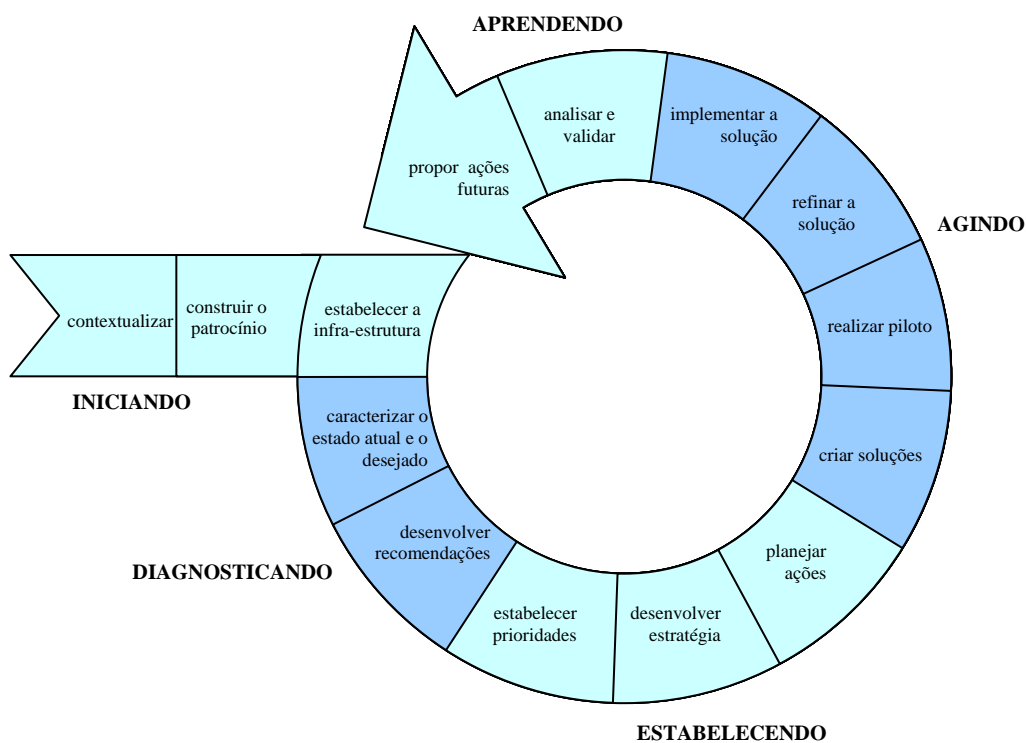 APRENDENDO
analisar e
validar
implementar a
solução
propor ações
futuras
refinar a
solução
AGINDO
contextualizar
construir o
patrocínio
estabelecer a
infra-estrutura
realizar piloto
INICIANDO
caracterizar o
estado atual e o
desejado
criar soluções
desenvolver
recomendações
DIAGNOSTICANDO
planejar
ações
estabelecer
prioridades
desenvolver
estratégia
ESTABELECENDO